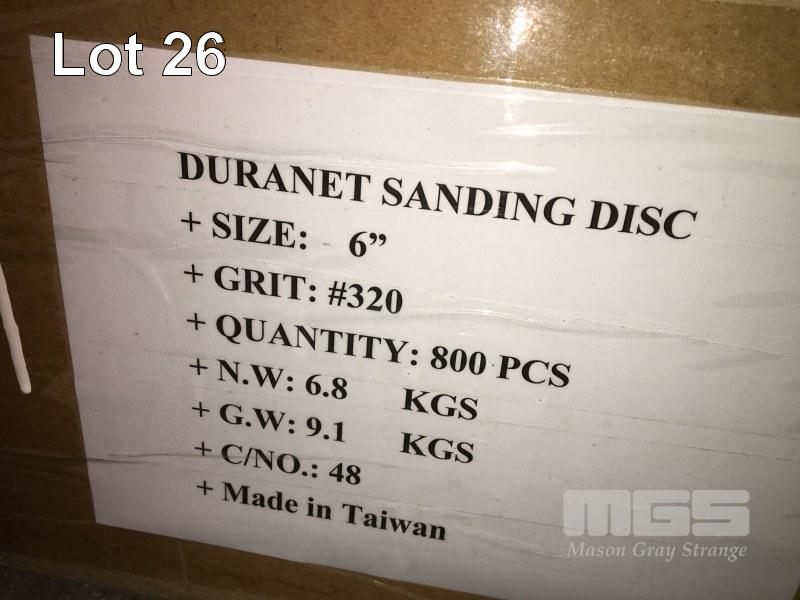 Lot 26
DURANET SANDING DISC
+ SIZE: 6”
+ GRIT: #320
+ QUANTITY: 800 PCS
+ N.W: 6.8 KGS
+ G.W: 9.1 KGS
+ C/NO.: 48
+ Made in Taiwan
MGS
Mason Gray Strange